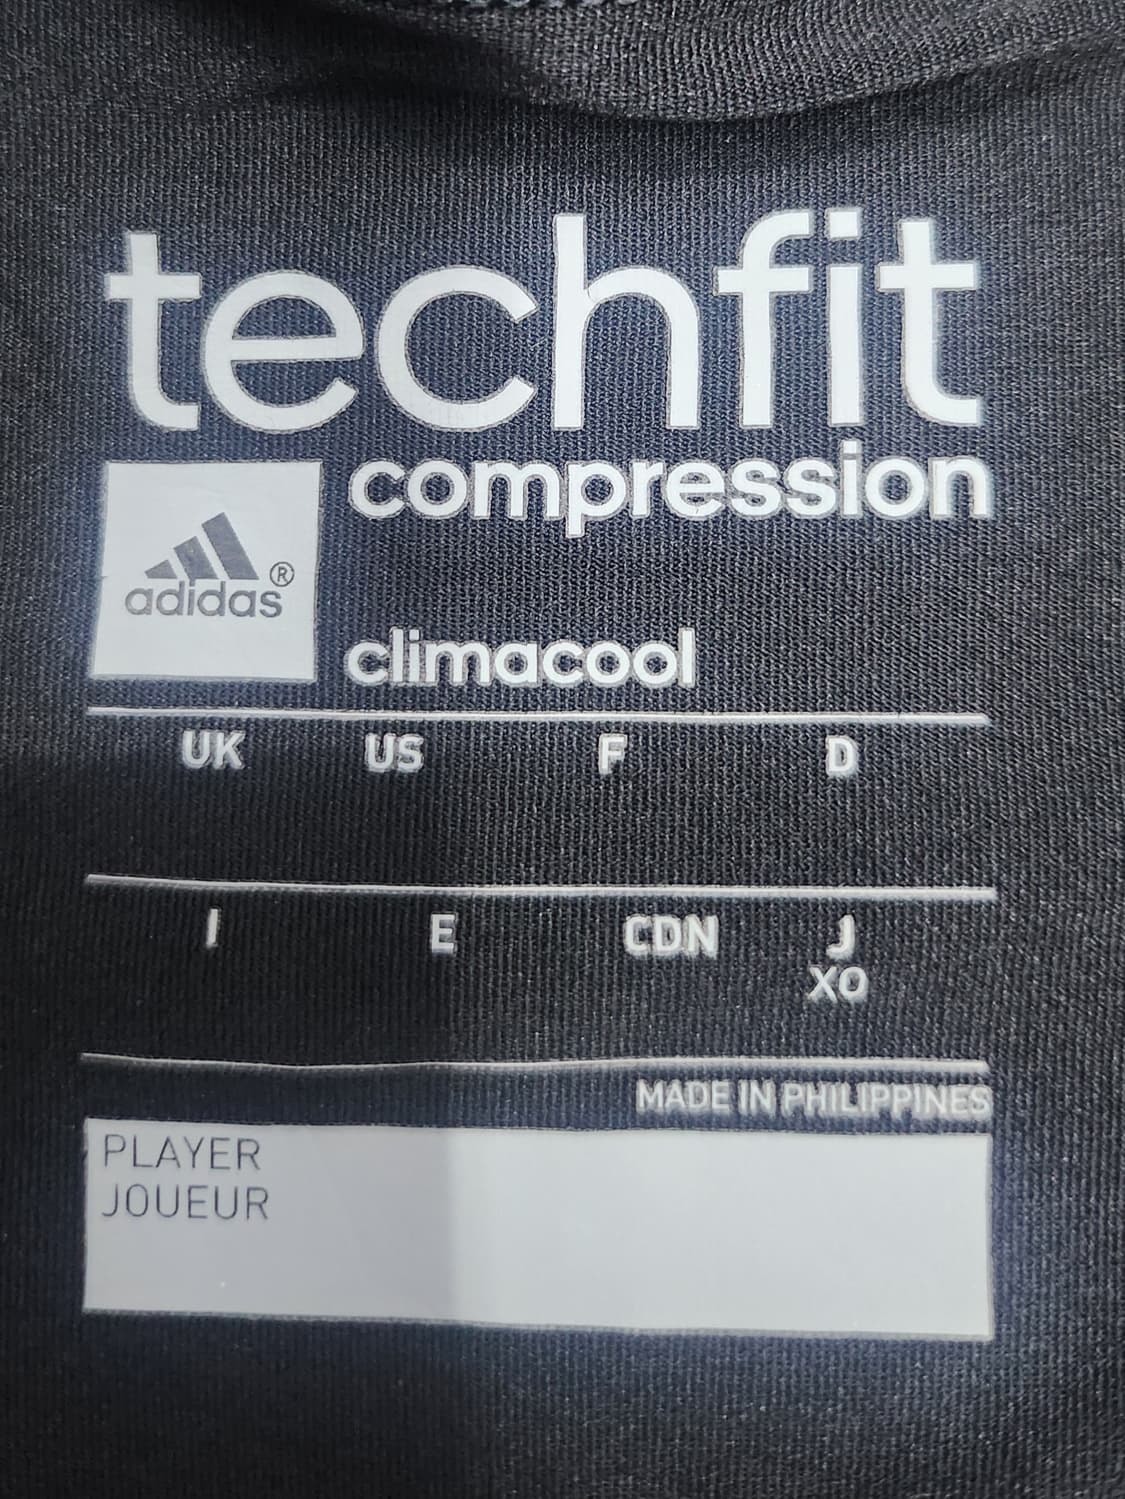 techfit
compression
adidas®
climacool
UK US F D
I E CDN J
XO
MADE IN PHILIPPINES
PLAYER
JOUEUR